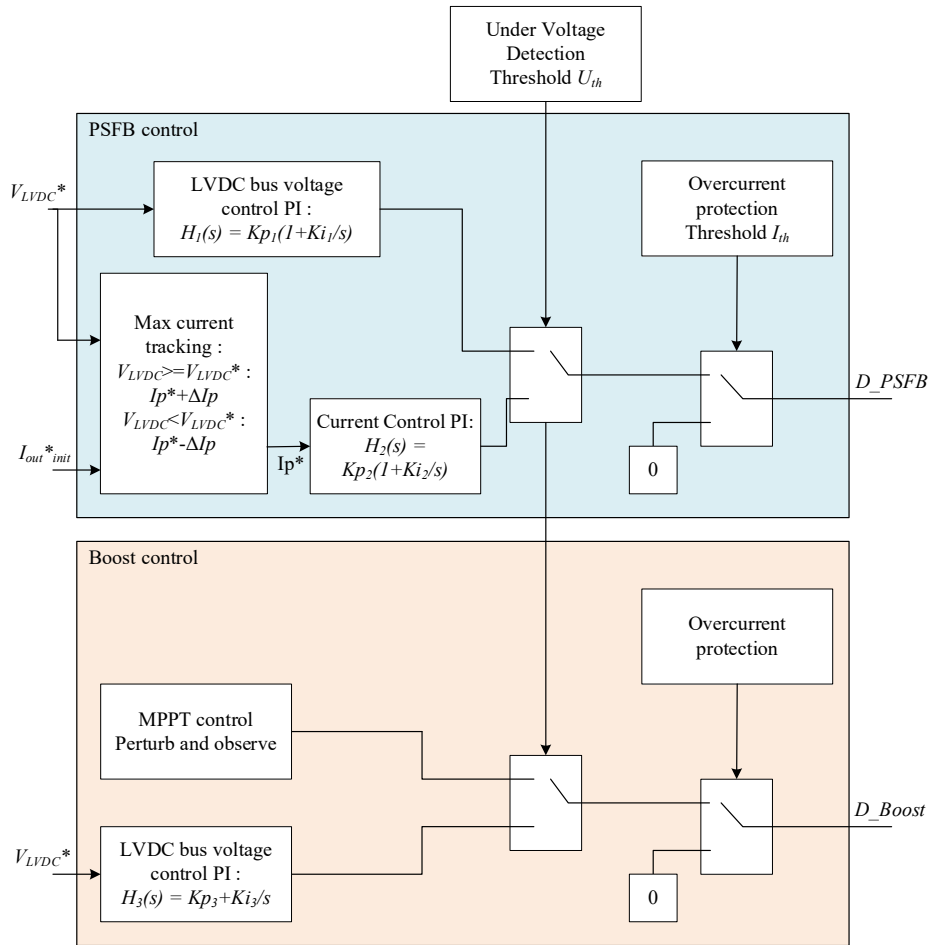 Under Voltage
Detection
Threshold U_th
PSFB control
V_LVDC*
LVDC bus voltage
control PI :
H_1(s) = Kp_1(1+Ki_1/s)
Overcurrent
protection
Threshold I_th
Max current
tracking :
V_LVDC>=V_LVDC* :
Ip*+ΔIp
V_LVDC<V_LVDC* :
Ip*-ΔIp
I_out*_init
Ip*
Current Control PI:
H_2(s) =
Kp_2(1+Ki_2/s)
0
D_PSFB
Boost control
Overcurrent
protection
MPPT control
Perturb and observe
V_LVDC*
LVDC bus voltage
control PI :
H_3(s) = Kp_3+Ki_3/s
0
D_Boost